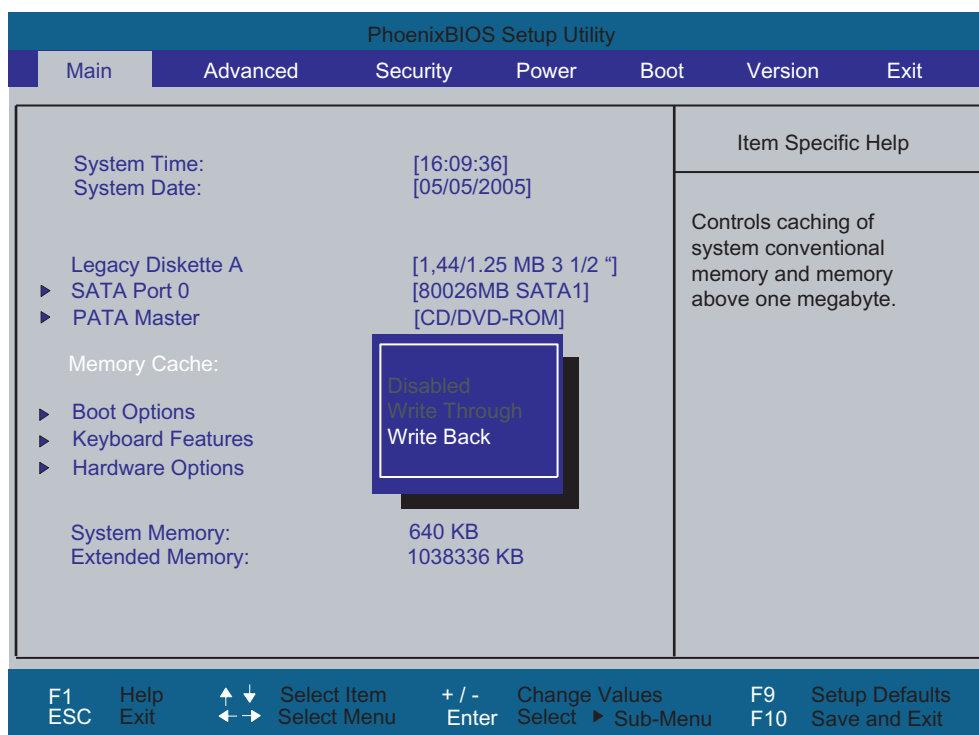 PhoenixBIOS Setup Utility
Main Advanced Security Power Boot Version Exit
System Time: [16:09:36]
System Date: [05/05/2005]
Legacy Diskette A [1,44/1.25 MB 3 1/2 “]
SATA Port 0 [80026MB SATA1]
PATA Master [CD/DVD-ROM]
Memory Cache:
Disabled
Write Through
Write Back
Boot Options
Keyboard Features
Hardware Options
System Memory: 640 KB
Extended Memory: 1038336 KB
Item Specific Help
Controls caching of
system conventional
memory and memory
above one megabyte.
F1 Help Select Item + / - Change Values F9 Setup Defaults
ESC Exit Select Menu Enter Select Sub-Menu F10 Save and Exit